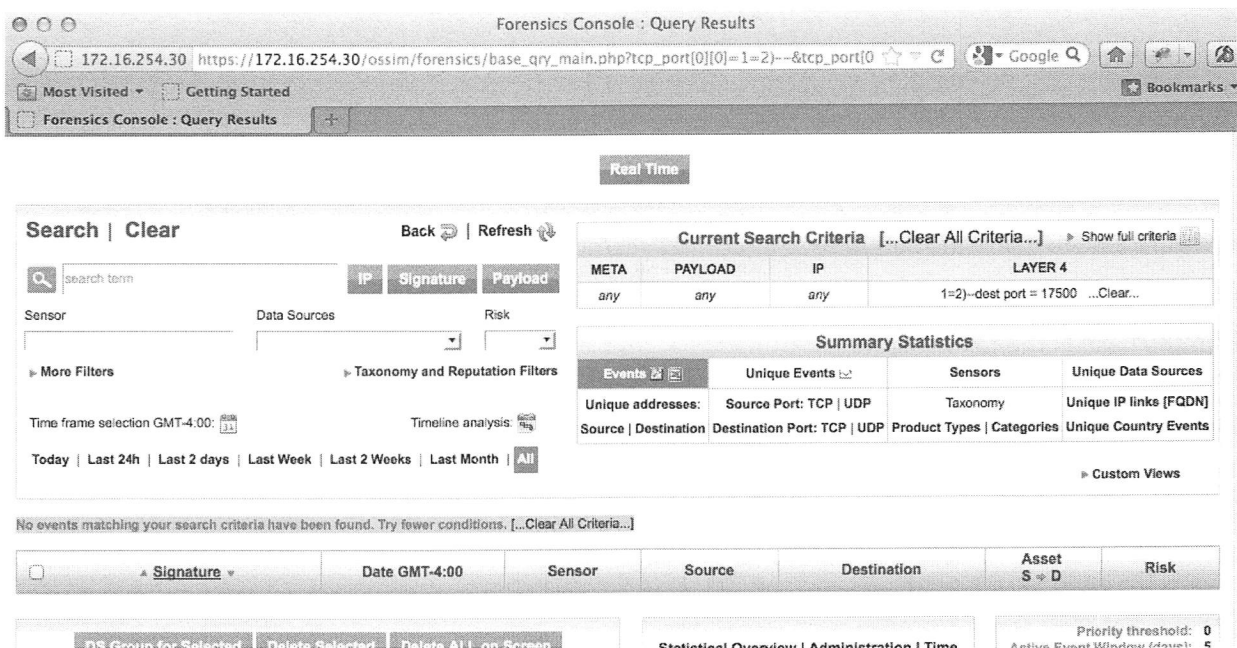 Forensics Console : Query Results
172.16.254.30 https://172.16.254.30/ossim/forensics/base_qry_main.php?tcp_port[0][0]=1=2)--&tcp_port[0 Google
Most Visited Getting Started Bookmarks
Forensics Console : Query Results
Real Time
Search | Clear Back | Refresh
search term IP Signature Payload
Sensor Data Sources Risk
More Filters Taxonomy and Reputation Filters
Time frame selection GMT-4:00: Timeline analysis:
Today | Last 24h | Last 2 days | Last Week | Last 2 Weeks | Last Month | All
Current Search Criteria [...Clear All Criteria...] Show full criteria
META PAYLOAD IP LAYER 4
any any any 1=2)--dest port = 17500 ...Clear...
Summary Statistics
Events Unique Events Sensors Unique Data Sources
Unique addresses: Source Port: TCP | UDP Taxonomy Unique IP links [FQDN]
Source | Destination Destination Port: TCP | UDP Product Types | Categories Unique Country Events
Custom Views
No events matching your search criteria have been found. Try fewer conditions. [...Clear All Criteria...]
Signature Date GMT-4:00 Sensor Source Destination Asset S D Risk
DS Group for Selected Delete Selected Delete ALL on Screen
Statistical Overview | Administration | Time
Priority threshold: 0
Active Event Window (days): 5